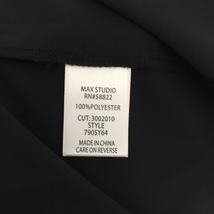 MAX STUDIO
RN#58822
100%POLYESTER
CUT: 3002010
STYLE
7905Y64
MADE IN CHINA
CARE ON REVERSE